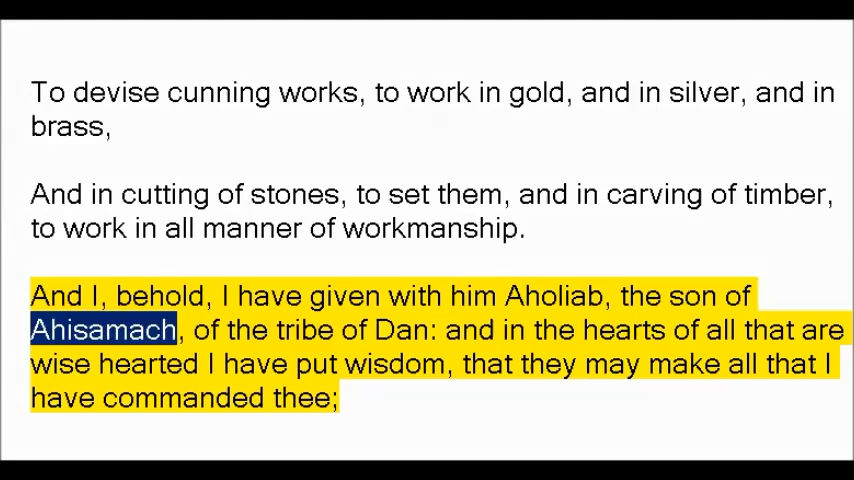 To devise cunning works, to work in gold, and in silver, and in
brass,
And in cutting of stones, to set them, and in carving of timber,
to work in all manner of workmanship.
And I, behold, I have given with him Aholiab, the son of
Ahisamach, of the tribe of Dan: and in the hearts of all that are
wise hearted I have put wisdom, that they may make all that I
have commanded thee;